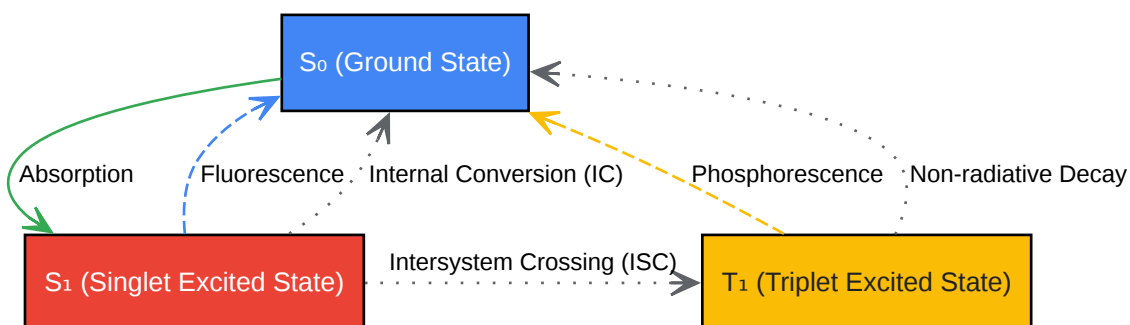 S₀ (Ground State)
Absorption
Fluorescence
Internal Conversion (IC)
Phosphorescence
Non-radiative Decay
Intersystem Crossing (ISC)
S₁ (Singlet Excited State)
T₁ (Triplet Excited State)